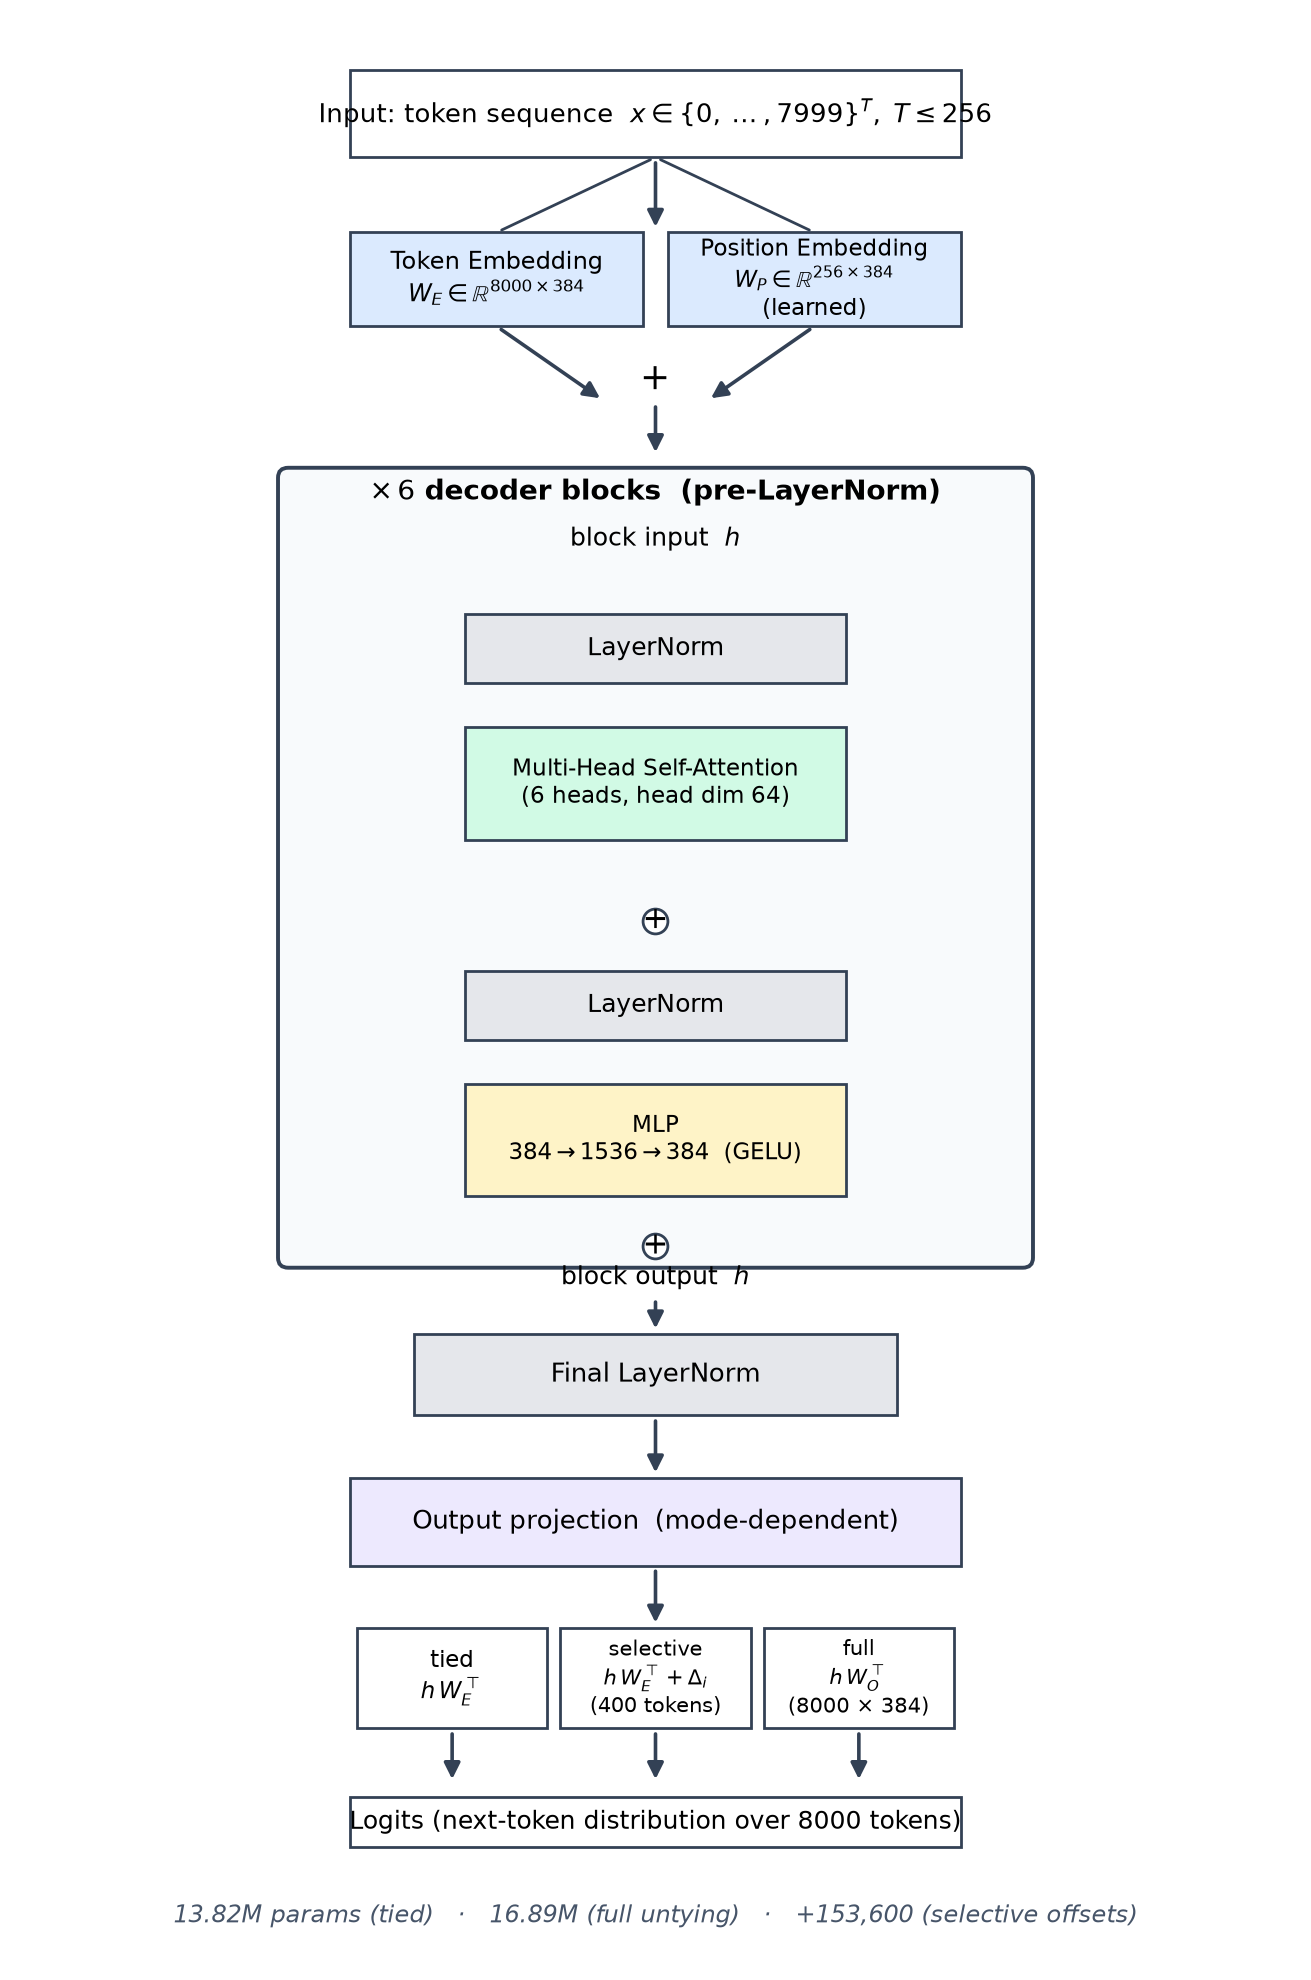 Input: token sequence x ∈ {0, … , 7999}ᵀ, T ≤ 256
Token Embedding
W_E ∈ ℝ^{8000 × 384}
Position Embedding
W_P ∈ ℝ^{256 × 384}
(learned)
+
× 6 decoder blocks (pre-LayerNorm)
block input h
LayerNorm
Multi-Head Self-Attention
(6 heads, head dim 64)
+
LayerNorm
MLP
384 → 1536 → 384 (GELU)
+
block output h
Final LayerNorm
Output projection (mode-dependent)
tied
h W_E^⊤
selective
h W_E^⊤ + Δ_i
(400 tokens)
full
h W_O^⊤
(8000 × 384)
Logits (next-token distribution over 8000 tokens)
13.82M params (tied) · 16.89M (full untying) · +153,600 (selective offsets)